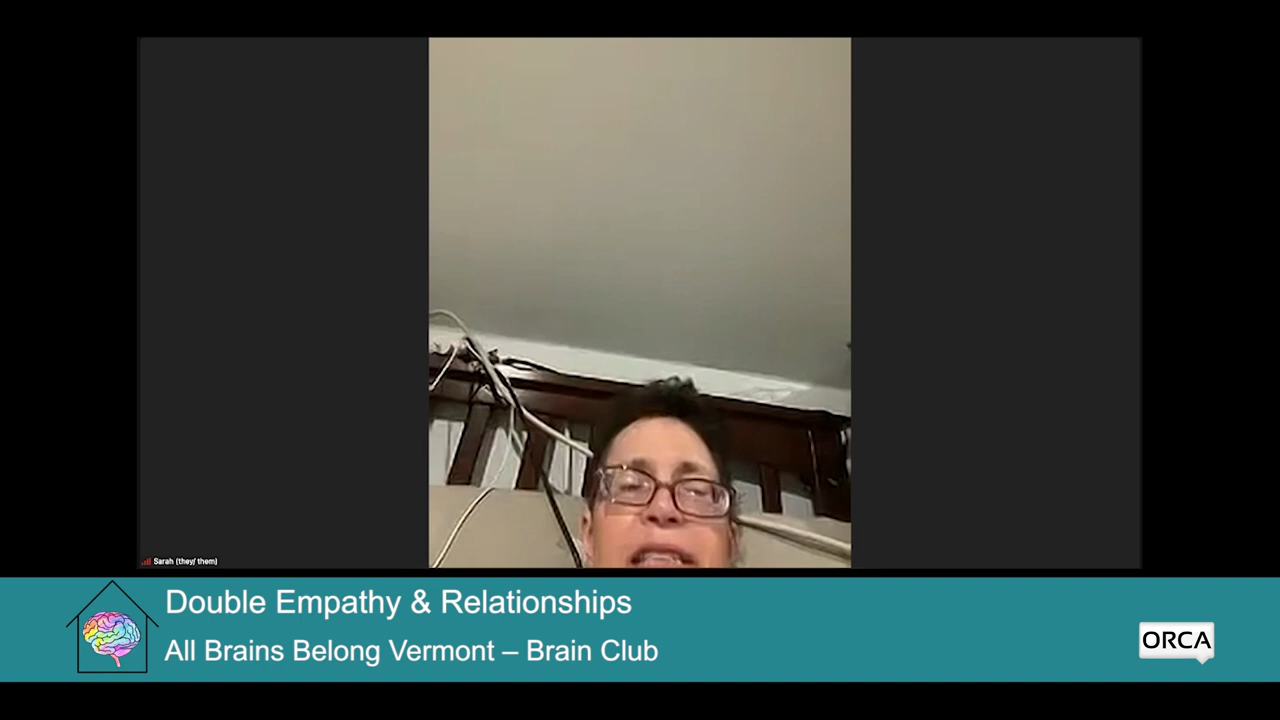 Sarah (they/ them)
Double Empathy & Relationships
All Brains Belong Vermont – Brain Club
ORCA